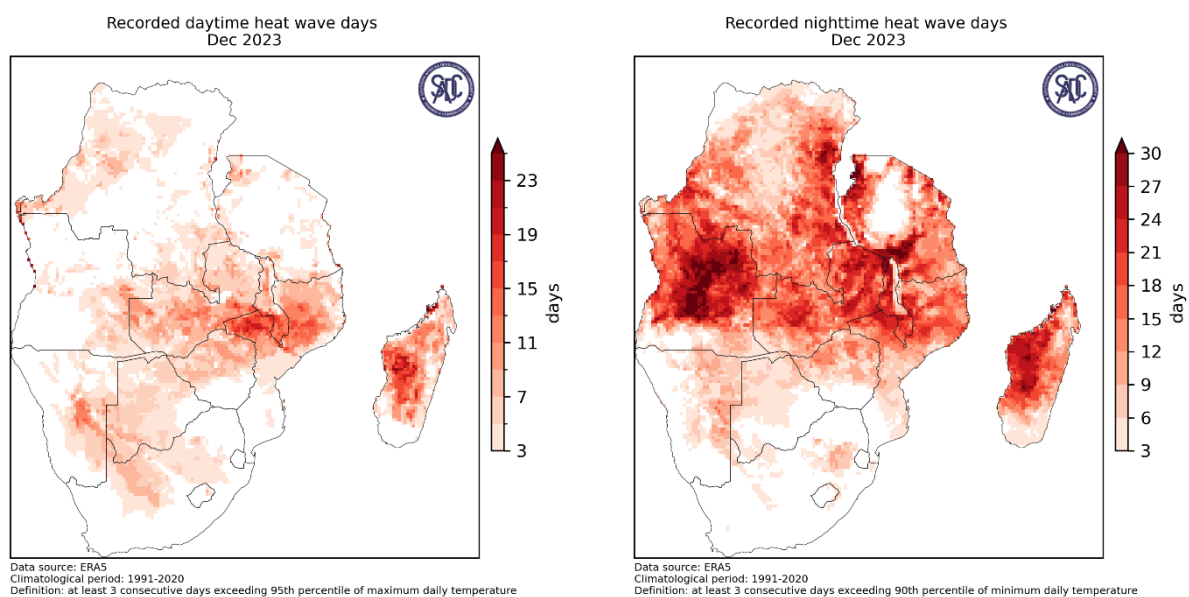 Recorded daytime heat wave days
Dec 2023
SADC
23
19
15
11
7
3
days
Data source: ERA5
Climatological period: 1991-2020
Definition: at least 3 consecutive days exceeding 95th percentile of maximum daily temperature
Recorded nighttime heat wave days
Dec 2023
SADC
30
27
24
21
18
15
12
9
6
3
days
Data source: ERA5
Climatological period: 1991-2020
Definition: at least 3 consecutive days exceeding 90th percentile of minimum daily temperature